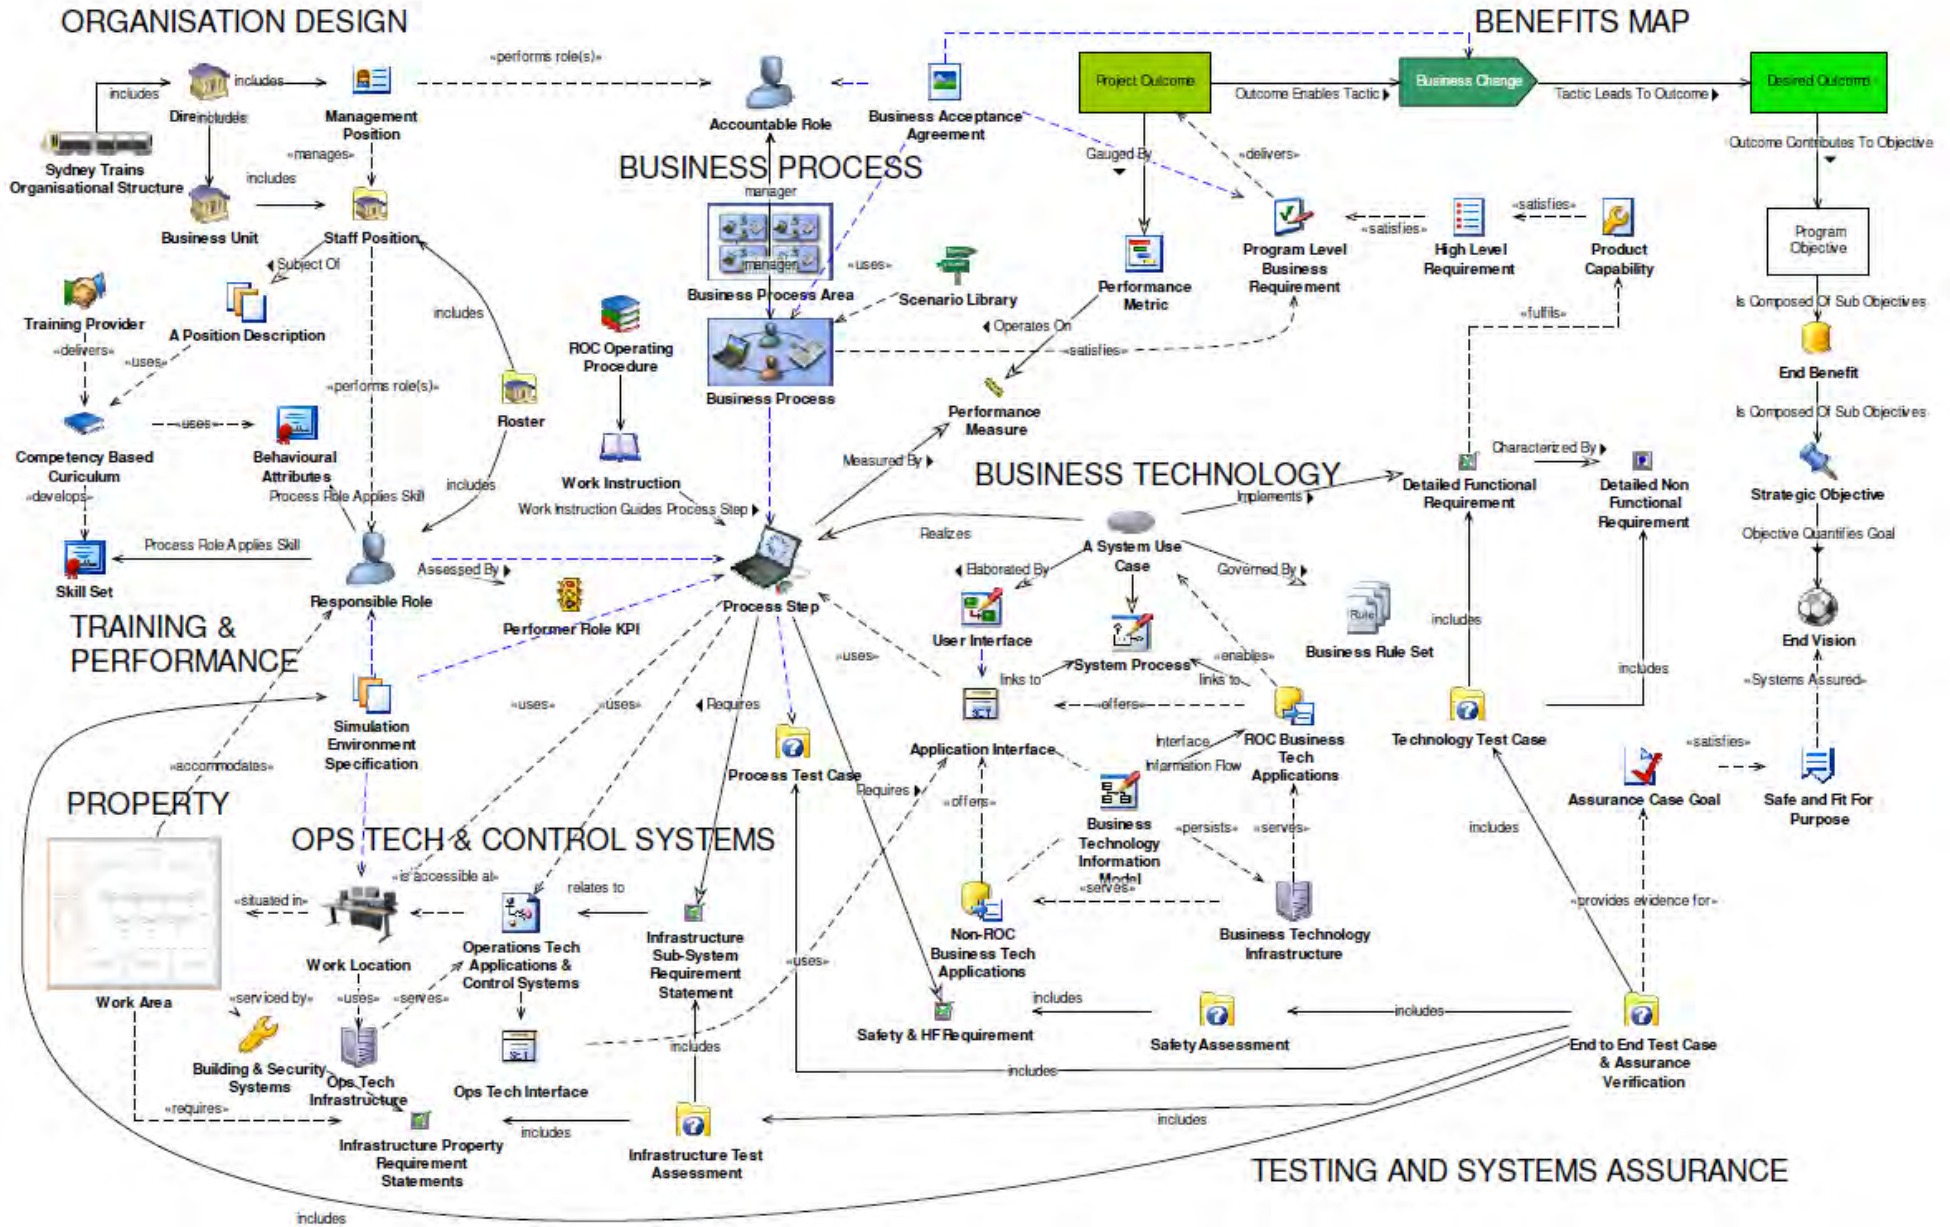 ORGANISATION DESIGN
BENEFITS MAP
«performs role(s)»
includes
includes
Direincludes
Management
Position
Accountable Role
Business Acceptance
Agreement
Project Outcome
Outcome Enables Tactic
Business Change
Tactic Leads To Outcome
Desired Outcome
Sydney Trains
Organisational Structure
«manages»
includes
Business Unit
Staff Position
BUSINESS PROCESS
manager
manager
Business Process Area
Gauged By
«delivers»
Outcome Contributes To Objective
«satisfies»
«satisfies»
Program Level
Business
Requirement
High Level
Requirement
Product
Capability
Program
Objective
Subject Of
Training Provider
A Position Description
«delivers»
«uses»
includes
ROC Operating
Procedure
«uses»
Scenario Library
Performance
Metric
Operates On
«satisfies»
«fulfils»
Is Composed Of Sub Objectives
End Benefit
Business Process
«performs role(s)»
Roster
Performance
Measure
Is Composed Of Sub Objectives
«uses»
Competency Based
Curiculum
Behavioural
Attributes
«develops»
Process Role Applies Skill
includes
Work Instruction
Work Instruction Guides Process Step
Measured By
BUSINESS TECHNOLOGY
Characterized By
Detailed Functional
Requirement
Detailed Non
Functional
Requirement
Strategic Objective
Implements
Realizes
Objective Quantifies Goal
Process Role Applies Skill
Skill Set
Assessed By
Responsible Role
Performer Role KPI
Process Step
A System Use
Case
Elaborated By
Governed By
Rule
Business Rule Set
includes
End Vision
TRAINING &
PERFORMANCE
User Interface
System Process
«uses»
«enables»
links to
links to
includes
«Systems Assured»
Simulation
Environment
Specification
«uses»
«uses»
Requires
«offers»
Application Interface
Interface
Information Flow
ROC Business
Tech
Applications
Technology Test Case
«satisfies»
«accommodates»
Process Test Case
Requires
«offers»
Business
Technology
Information
Model
«persists»
«serves»
Assurance Case Goal
Safe and Fit For
Purpose
PROPERTY
OPS TECH & CONTROL SYSTEMS
includes
«is accessible at»
relates to
«situated in»
«serves»
«provides evidence for»
Work Location
Operations Tech
Applications &
Control Systems
Infrastructure
Sub-System
Requirement
Statement
Non-ROC
Business Tech
Applications
Business Technology
Infrastructure
«uses»
Work Area
«serviced by»
«uses»
«serves»
includes
includes
Safety & HF Requirement
Safety Assessment
End to End Test Case
& Assurance
Verification
Building & Security
Systems
Ops Tech
Infrastructure
Ops Tech Interface
includes
includes
«requires»
includes
includes
Infrastructure Property
Requirement
Statements
Infrastructure Test
Assessment
TESTING AND SYSTEMS ASSURANCE
includes